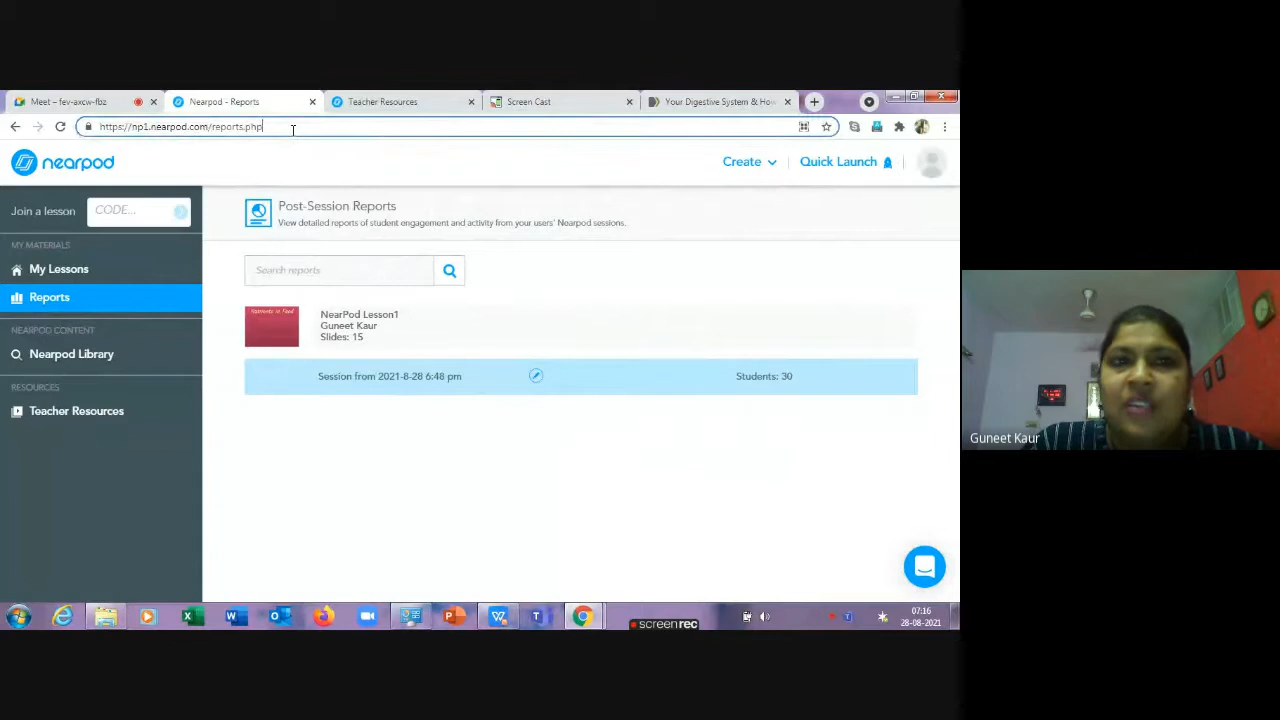 Meet – fev-axcw-fbz
Nearpod - Reports
Teacher Resources
Screen Cast
Your Digestive System & How
https://np1.nearpod.com/reports.php
nearpod
Create
Quick Launch
Join a lesson
CODE...
MY MATERIALS
My Lessons
Reports
NEARPOD CONTENT
Nearpod Library
RESOURCES
Teacher Resources
Post-Session Reports
View detailed reports of student engagement and activity from your users' Nearpod sessions.
Search reports
Nutrients in Food
NearPod Lesson1
Guneet Kaur
Slides: 15
Session from 2021-8-28 6:48 pm
Students: 30
Guneet Kaur
07:16
28-08-2021
screenrec